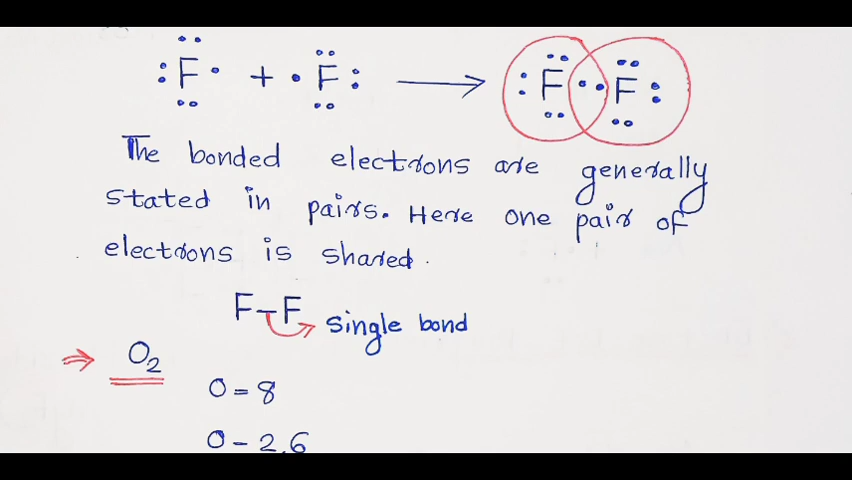 :F· + ·F: ⟶ :F··F:
The bonded electrons are generally
stated in pairs. Here one pair of
electrons is shared.
F-F single bond
⇒ O₂
O = 8
O - 2,6